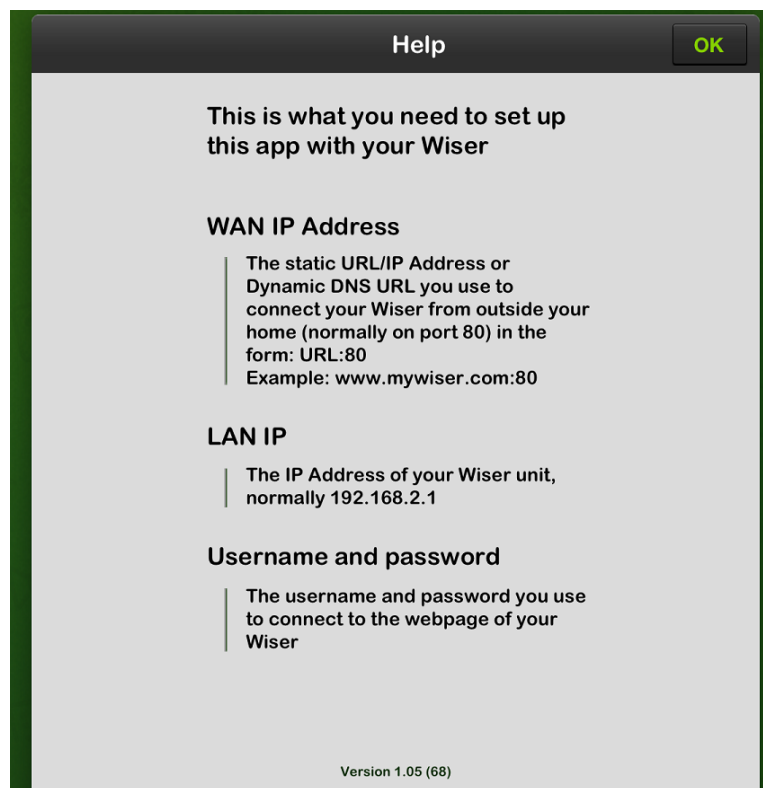 Help
OK
This is what you need to set up
this app with your Wiser
WAN IP Address
The static URL/IP Address or
Dynamic DNS URL you use to
connect your Wiser from outside your
home (normally on port 80) in the
form: URL:80
Example: www.mywiser.com:80
LAN IP
The IP Address of your Wiser unit,
normally 192.168.2.1
Username and password
The username and password you use
to connect to the webpage of your
Wiser
Version 1.05 (68)